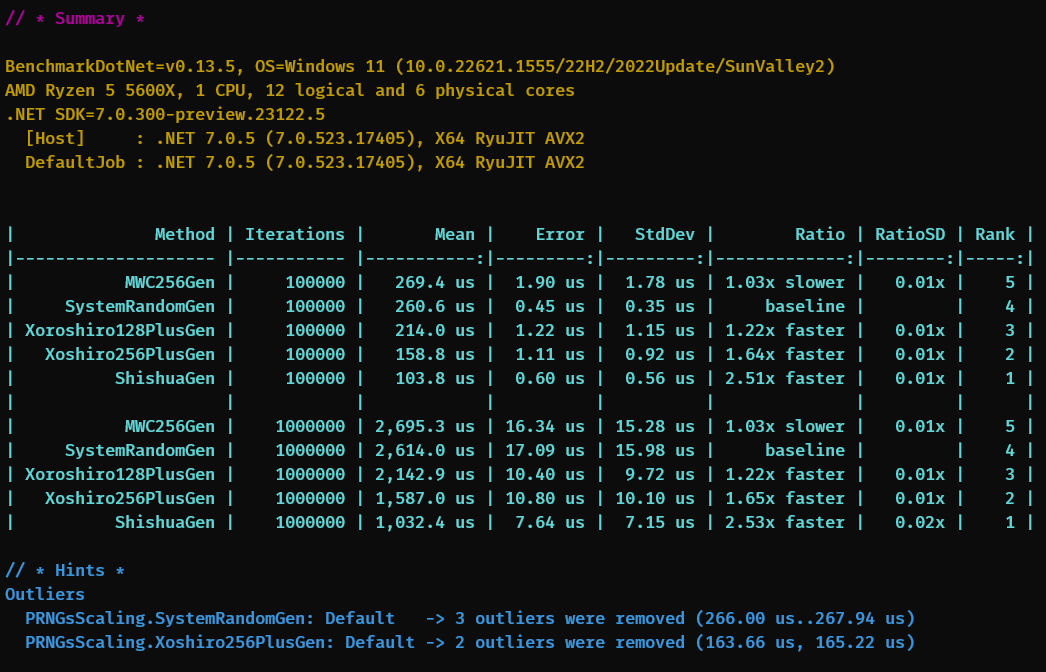 // * Summary *
BenchmarkDotNet=v0.13.5, OS=Windows 11 (10.0.22621.1555/22H2/2022Update/SunValley2)
AMD Ryzen 5 5600X, 1 CPU, 12 logical and 6 physical cores
.NET SDK=7.0.300-preview.23122.5
  [Host]     : .NET 7.0.5 (7.0.523.17405), X64 RyuJIT AVX2
  DefaultJob : .NET 7.0.5 (7.0.523.17405), X64 RyuJIT AVX2
|              Method | Iterations |       Mean |    Error |   StdDev |        Ratio | RatioSD | Rank |
|-------------------- |----------- |-----------:|---------:|---------:|-------------:|--------:|-----:|
|           MWC256Gen |     100000 |   269.4 us |  1.90 us |  1.78 us | 1.03x slower |   0.01x |    5 |
|     SystemRandomGen |     100000 |   260.6 us |  0.45 us |  0.35 us |     baseline |         |    4 |
| Xoroshiro128PlusGen |     100000 |   214.0 us |  1.22 us |  1.15 us | 1.22x faster |   0.01x |    3 |
|   Xoshiro256PlusGen |     100000 |   158.8 us |  1.11 us |  0.92 us | 1.64x faster |   0.01x |    2 |
|          ShishuaGen |     100000 |   103.8 us |  0.60 us |  0.56 us | 2.51x faster |   0.01x |    1 |
|                     |            |            |          |          |              |         |      |
|           MWC256Gen |    1000000 | 2,695.3 us | 16.34 us | 15.28 us | 1.03x slower |   0.01x |    5 |
|     SystemRandomGen |    1000000 | 2,614.0 us | 17.09 us | 15.98 us |     baseline |         |    4 |
| Xoroshiro128PlusGen |    1000000 | 2,142.9 us | 10.40 us |  9.72 us | 1.22x faster |   0.01x |    3 |
|   Xoshiro256PlusGen |    1000000 | 1,587.0 us | 10.80 us | 10.10 us | 1.65x faster |   0.01x |    2 |
|          ShishuaGen |    1000000 | 1,032.4 us |  7.64 us |  7.15 us | 2.53x faster |   0.02x |    1 |
// * Hints *
Outliers
  PRNGsScaling.SystemRandomGen: Default   -> 3 outliers were removed (266.00 us..267.94 us)
  PRNGsScaling.Xoshiro256PlusGen: Default -> 2 outliers were removed (163.66 us, 165.22 us)